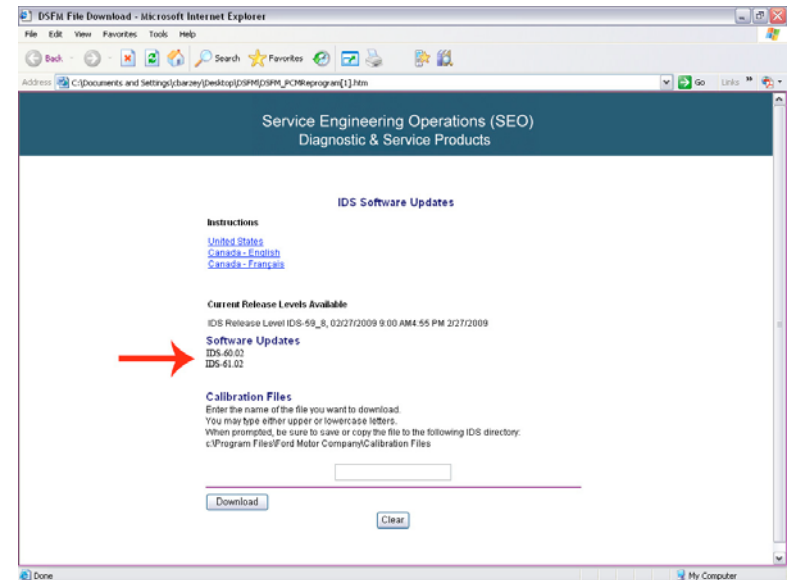 DSFM File Download - Microsoft Internet Explorer
File Edit View Favorites Tools Help
Back Search Favorites
Address C:\Documents and Settings\cbarzey\Desktop\DSFM\DSFM_PCMReprogram[1].htm Go Links »
Service Engineering Operations (SEO)
Diagnostic & Service Products
IDS Software Updates
Instructions
United States
Canada - English
Canada - Français
Current Release Levels Available
IDS Release Level IDS-59_8, 02/27/2009 9:00 AM4:55 PM 2/27/2009
Software Updates
IDS-60.02
IDS-61.02
Calibration Files
Enter the name of the file you want to download.
You may type either upper or lowercase letters.
When prompted, be sure to save or copy the file to the following IDS directory:
c:\Program Files\Ford Motor Company\Calibration Files
Download
Clear
Done My Computer